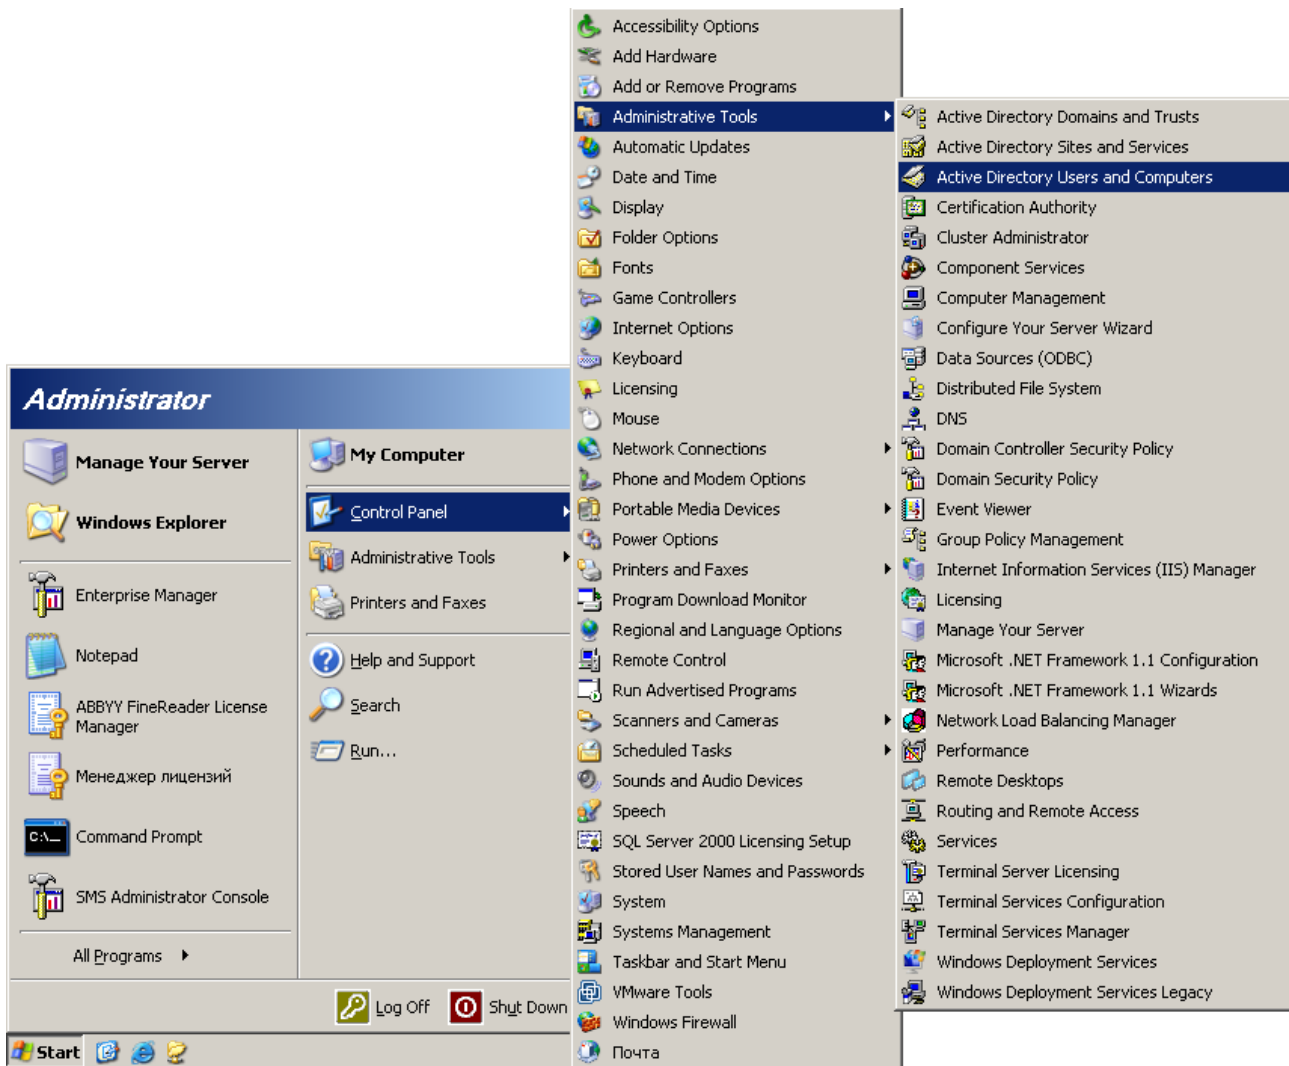 Administrator
Manage Your Server
Windows Explorer
Enterprise Manager
Notepad
ABBYY FineReader License
Manager
Менеджер лицензий
C:\_
Command Prompt
SMS Administrator Console
All Programs
My Computer
Control Panel
Administrative Tools
Printers and Faxes
Help and Support
Search
Run...
Log Off
Shut Down
Start
Accessibility Options
Add Hardware
Add or Remove Programs
Administrative Tools
Automatic Updates
Date and Time
Display
Folder Options
Fonts
Game Controllers
Internet Options
Keyboard
Licensing
Mouse
Network Connections
Phone and Modem Options
Portable Media Devices
Power Options
Printers and Faxes
Program Download Monitor
Regional and Language Options
Remote Control
Run Advertised Programs
Scanners and Cameras
Scheduled Tasks
Sounds and Audio Devices
Speech
SQL Server 2000 Licensing Setup
Stored User Names and Passwords
System
Systems Management
Taskbar and Start Menu
VMware Tools
Windows Firewall
Почта
Active Directory Domains and Trusts
Active Directory Sites and Services
Active Directory Users and Computers
Certification Authority
Cluster Administrator
Component Services
Computer Management
Configure Your Server Wizard
Data Sources (ODBC)
Distributed File System
DNS
Domain Controller Security Policy
Domain Security Policy
Event Viewer
Group Policy Management
Internet Information Services (IIS) Manager
Licensing
Manage Your Server
Microsoft .NET Framework 1.1 Configuration
Microsoft .NET Framework 1.1 Wizards
Network Load Balancing Manager
Performance
Remote Desktops
Routing and Remote Access
Services
Terminal Server Licensing
Terminal Services Configuration
Terminal Services Manager
Windows Deployment Services
Windows Deployment Services Legacy